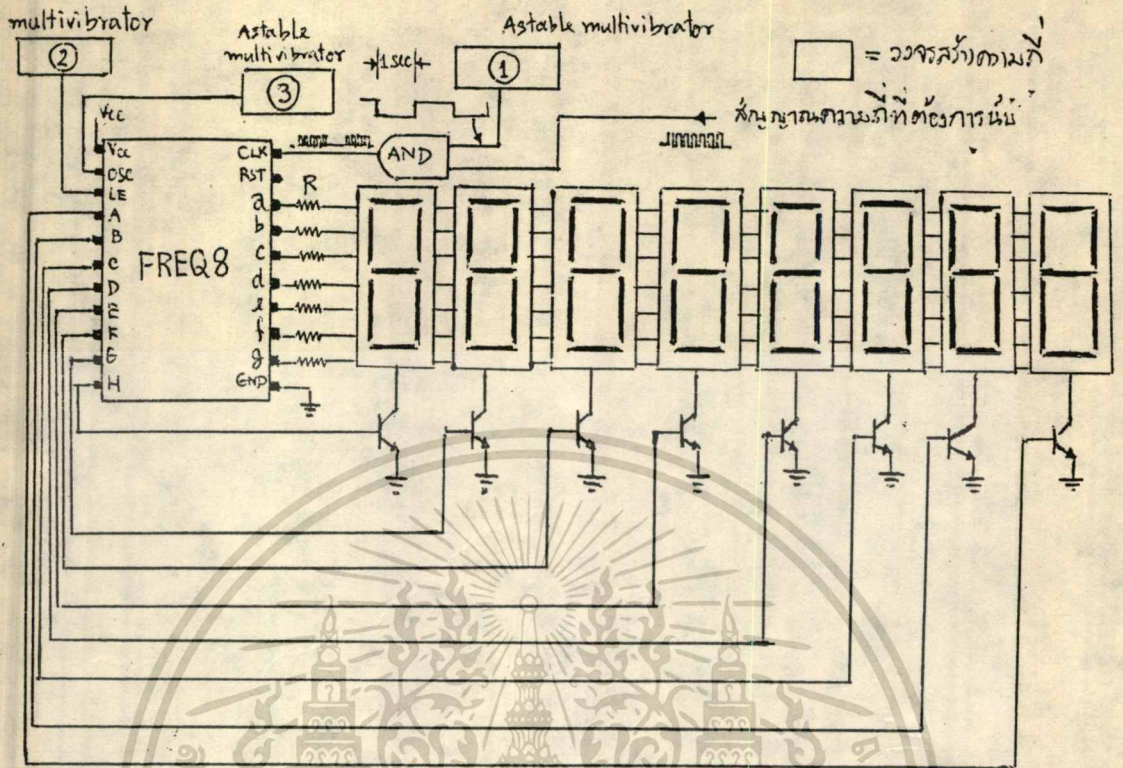 multivibrator
②
Astable
multivibrator
③
1 sec
Astable multivibrator
①
= วงจรสร้างความถี่
สัญญาณความถี่ที่ต้องการนับ
AND
Vcc
Vcc
OSC
LE
A
B
C
D
E
F
G
H
FREQ8
CLK
RST
a
b
c
d
e
f
g
GND
R